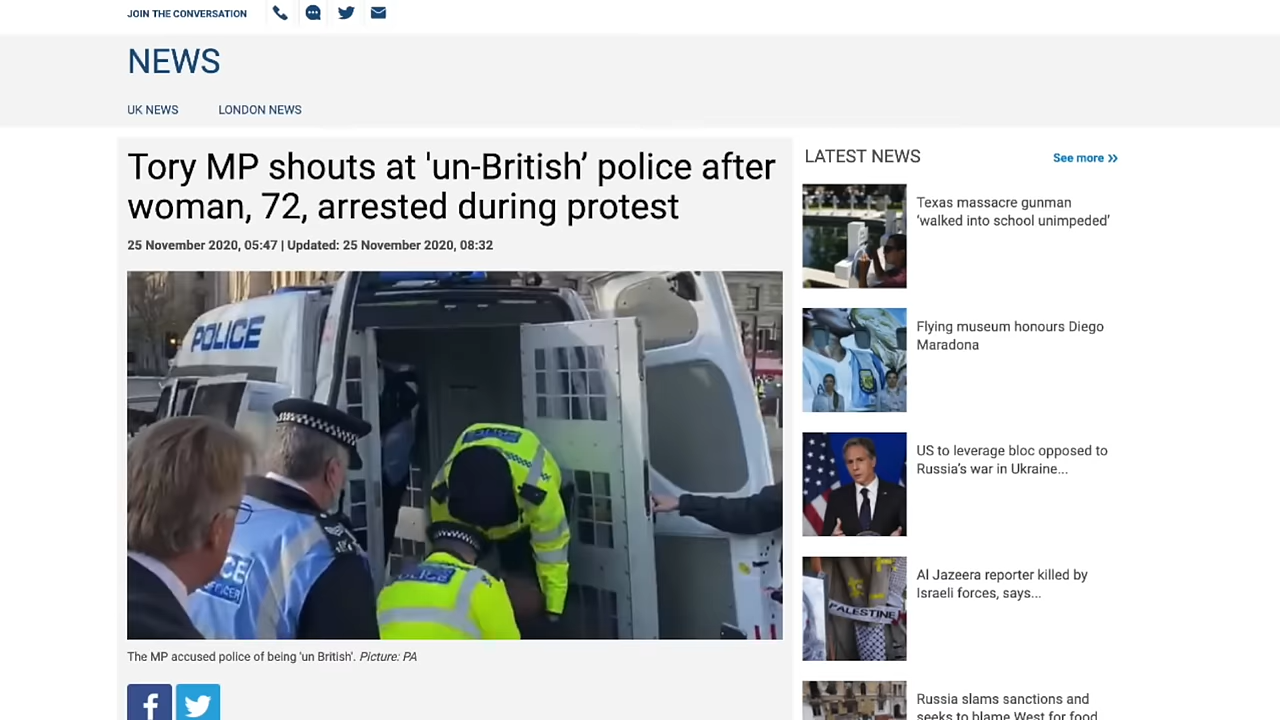 JOIN THE CONVERSATION
NEWS
UK NEWS
LONDON NEWS
Tory MP shouts at 'un-British’ police after
woman, 72, arrested during protest
25 November 2020, 05:47 | Updated: 25 November 2020, 08:32
POLICE
POLICE
The MP accused police of being 'un British'. Picture: PA
LATEST NEWS
See more
Texas massacre gunman
‘walked into school unimpeded’
Flying museum honours Diego
Maradona
US to leverage bloc opposed to
Russia’s war in Ukraine...
Al Jazeera reporter killed by
Israeli forces, says...
PALESTINE
Russia slams sanctions and
seeks to blame West for food